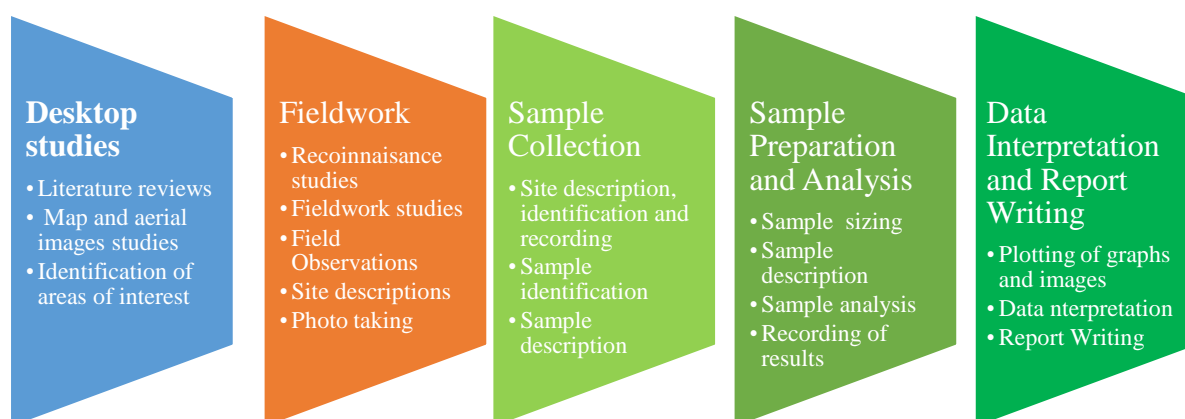 Desktop
studies
• Literature reviews
• Map and aerial
images studies
• Identification of
areas of interest
Fieldwork
• Recoinnaisance
studies
• Fieldwork studies
• Field
Observations
• Site descriptions
• Photo taking
Sample
Collection
• Site description,
identification and
recording
• Sample
identification
• Sample
description
Sample
Preparation
and Analysis
• Sample sizing
• Sample
description
• Sample analysis
• Recording of
results
Data
Interpretation
and Report
Writing
• Plotting of graphs
and images
• Data nterpretation
• Report Writing